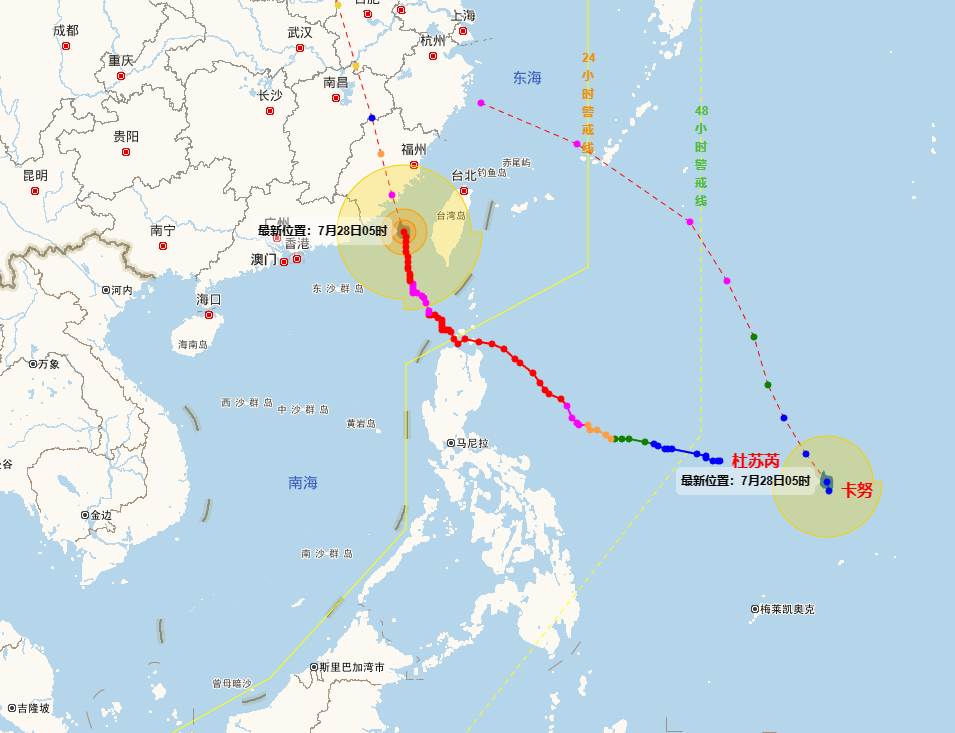 上海
成都
武汉
杭州
24小时警戒线
重庆
东海
南昌
长沙
48小时警戒线
贵阳
福州
赤尾屿
钓鱼岛
台北
昆明
台湾岛
广州
南宁
最新位置：7月28日05时
香港
澳门
河内
东沙群岛
海口
海南岛
万象
西沙群岛
中沙群岛
黄岩岛
马尼拉
杜苏芮
最新位置：7月28日05时
卡努
南海
金边
南沙群岛
梅莱凯奥克
斯里巴加湾市
曾母暗沙
吉隆坡